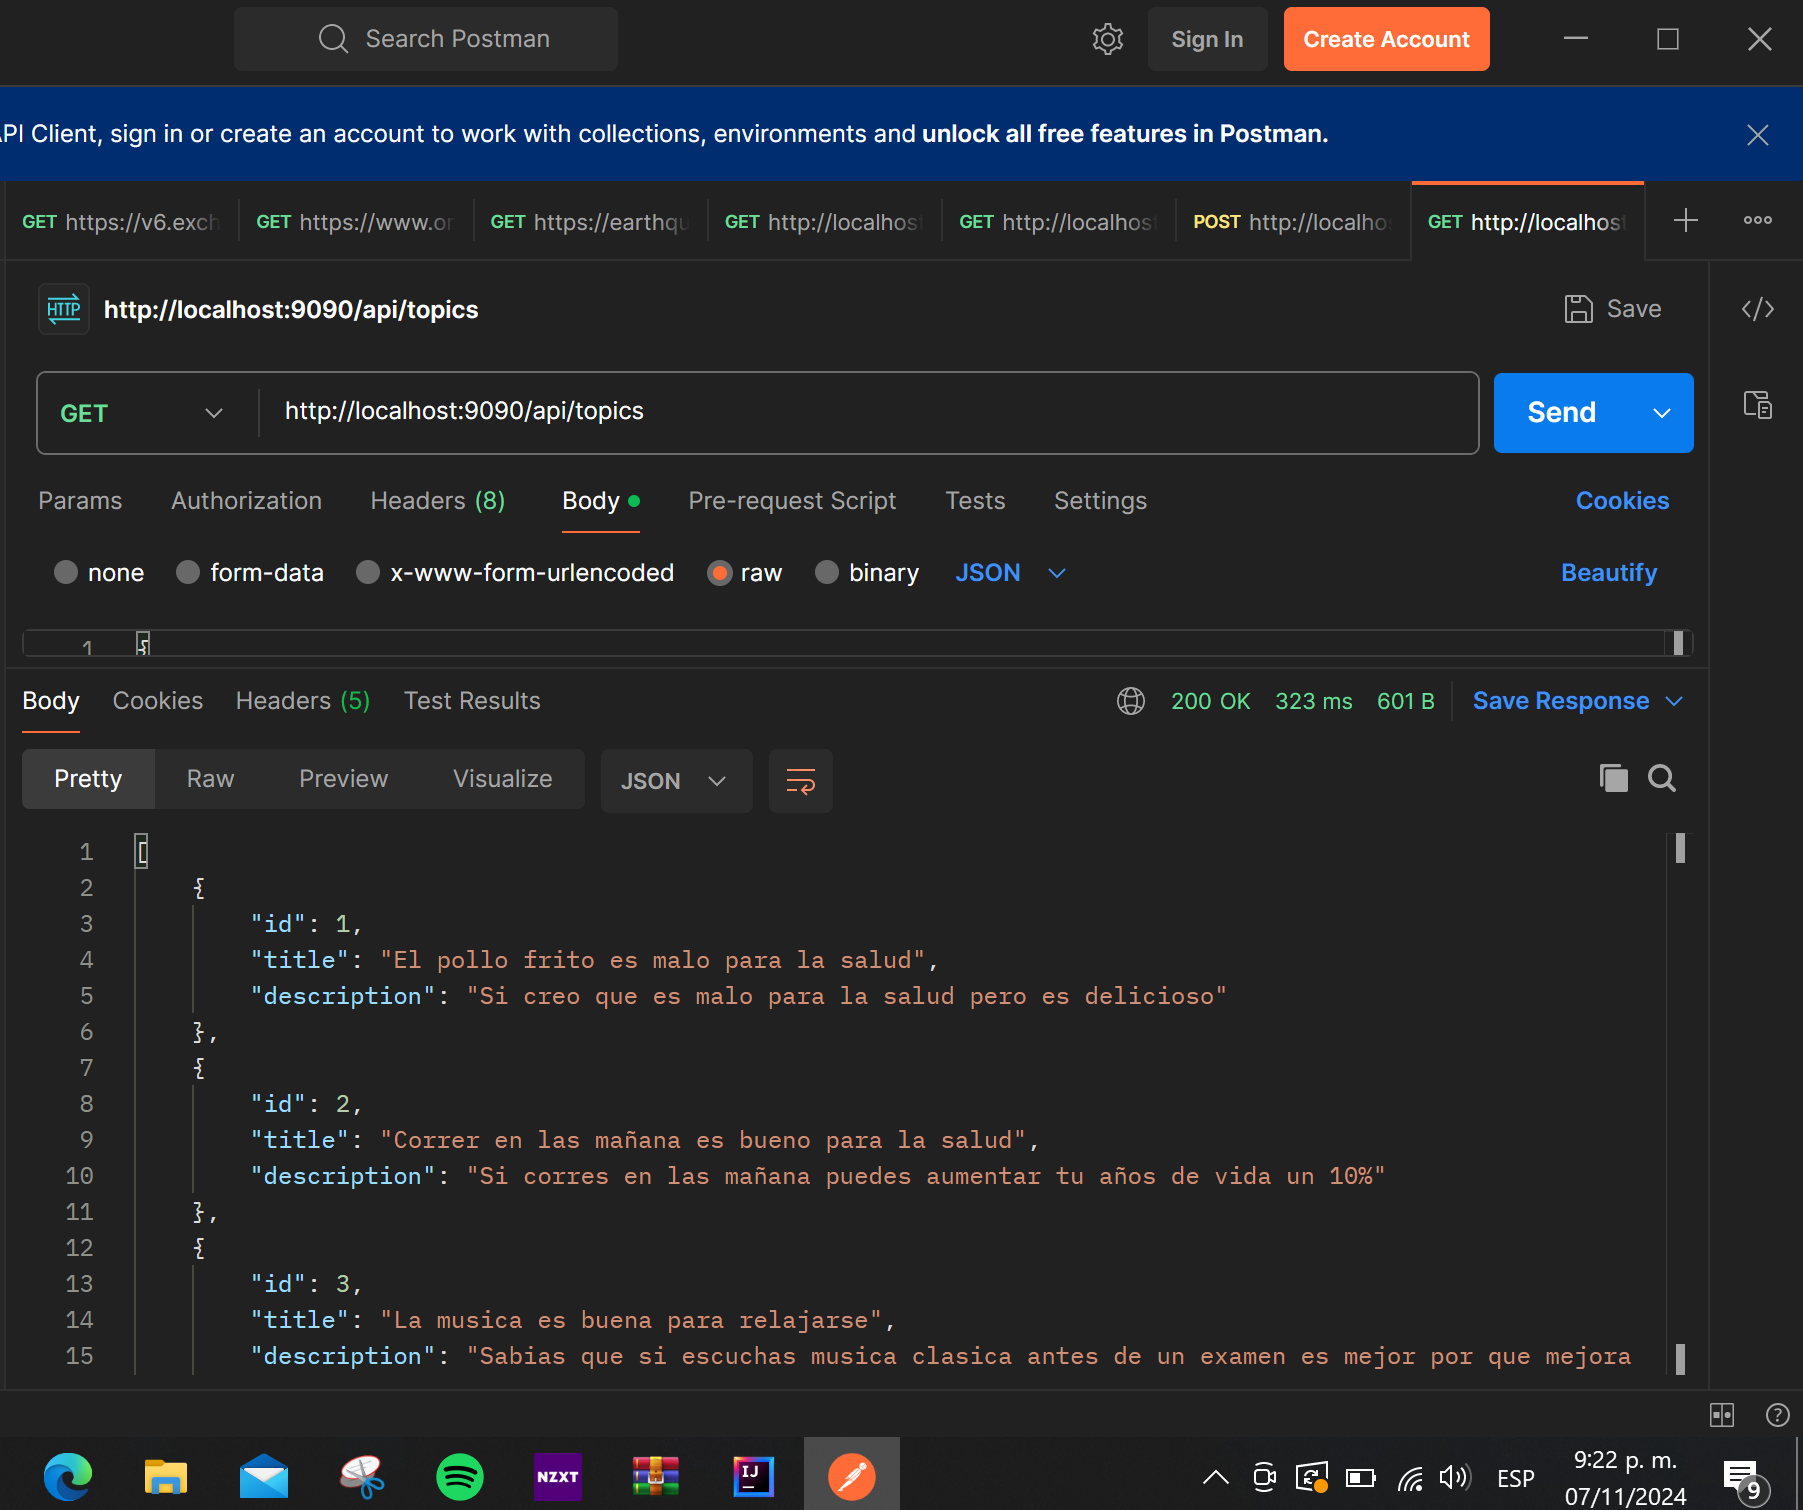 Search Postman
Sign In
Create Account
API Client, sign in or create an account to work with collections, environments and unlock all free features in Postman.
GET https://v6.exch
GET https://www.or
GET https://earthqu
GET http://localhost
GET http://localhost
POST http://localho
GET http://localhost
HTTP http://localhost:9090/api/topics
Save
GET
http://localhost:9090/api/topics
Send
Params Authorization Headers (8) Body Pre-request Script Tests Settings Cookies
none form-data x-www-form-urlencoded raw binary JSON Beautify
1 {
Body Cookies Headers (5) Test Results 200 OK 323 ms 601 B Save Response
Pretty Raw Preview Visualize JSON
1 [
2 {
3 "id": 1,
4 "title": "El pollo frito es malo para la salud",
5 "description": "Si creo que es malo para la salud pero es delicioso"
6 },
7 {
8 "id": 2,
9 "title": "Correr en las mañana es bueno para la salud",
10 "description": "Si corres en las mañana puedes aumentar tu años de vida un 10%"
11 },
12 {
13 "id": 3,
14 "title": "La musica es buena para relajarse",
15 "description": "Sabias que si escuchas musica clasica antes de un examen es mejor por que mejora
NZXT
IJ
ESP
9:22 p. m.
07/11/2024
9